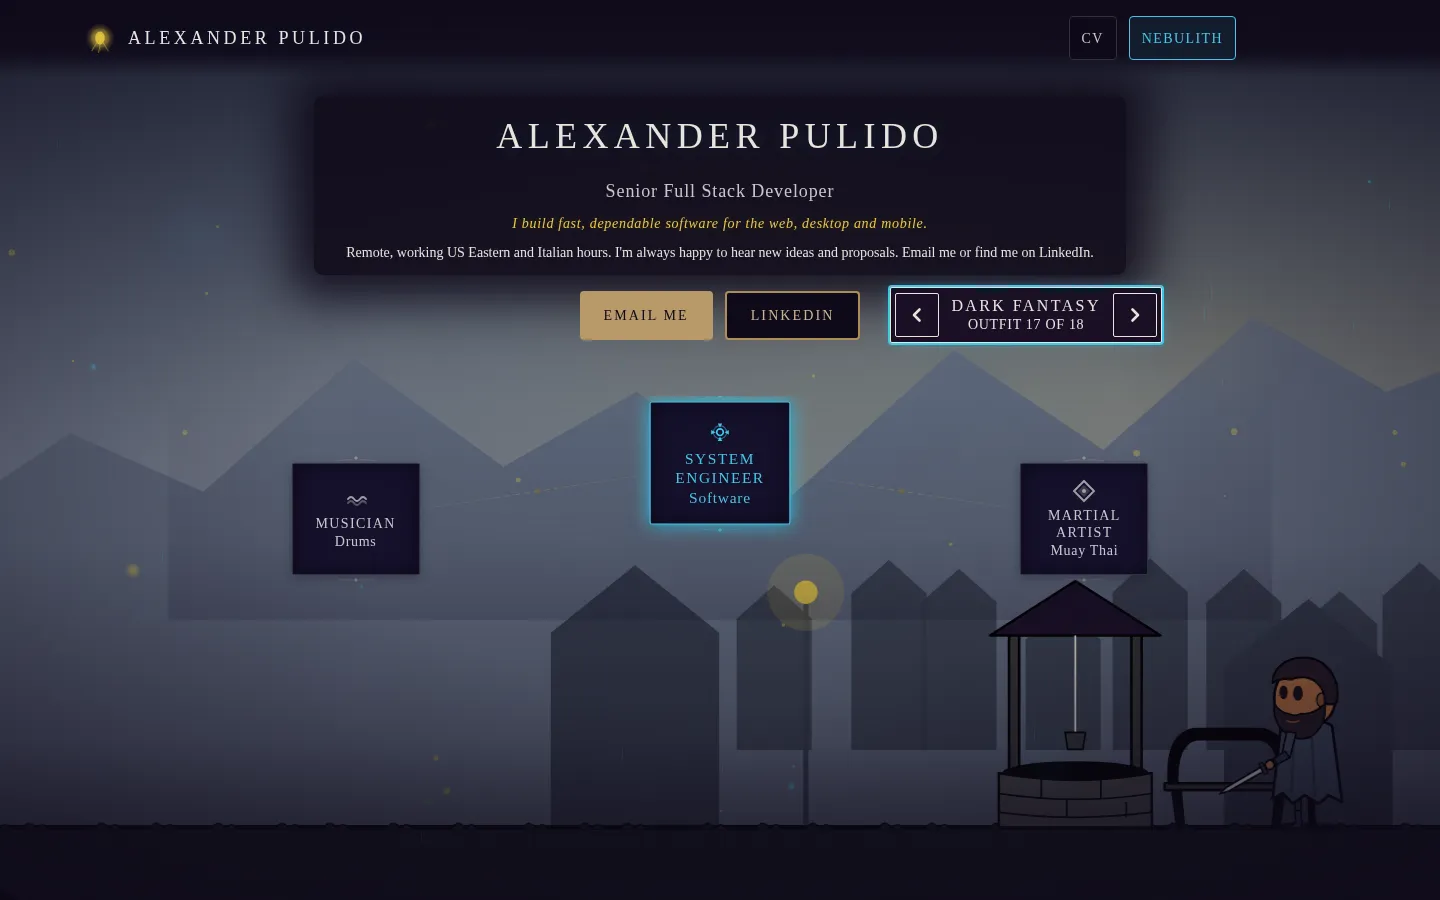 ALEXANDER PULIDO
CV
NEBULITH
ALEXANDER PULIDO
Senior Full Stack Developer
I build fast, dependable software for the web, desktop and mobile.
Remote, working US Eastern and Italian hours. I'm always happy to hear new ideas and proposals. Email me or find me on LinkedIn.
EMAIL ME
LINKEDIN
DARK FANTASY
OUTFIT 17 OF 18
SYSTEM
ENGINEER
Software
MUSICIAN
Drums
MARTIAL
ARTIST
Muay Thai